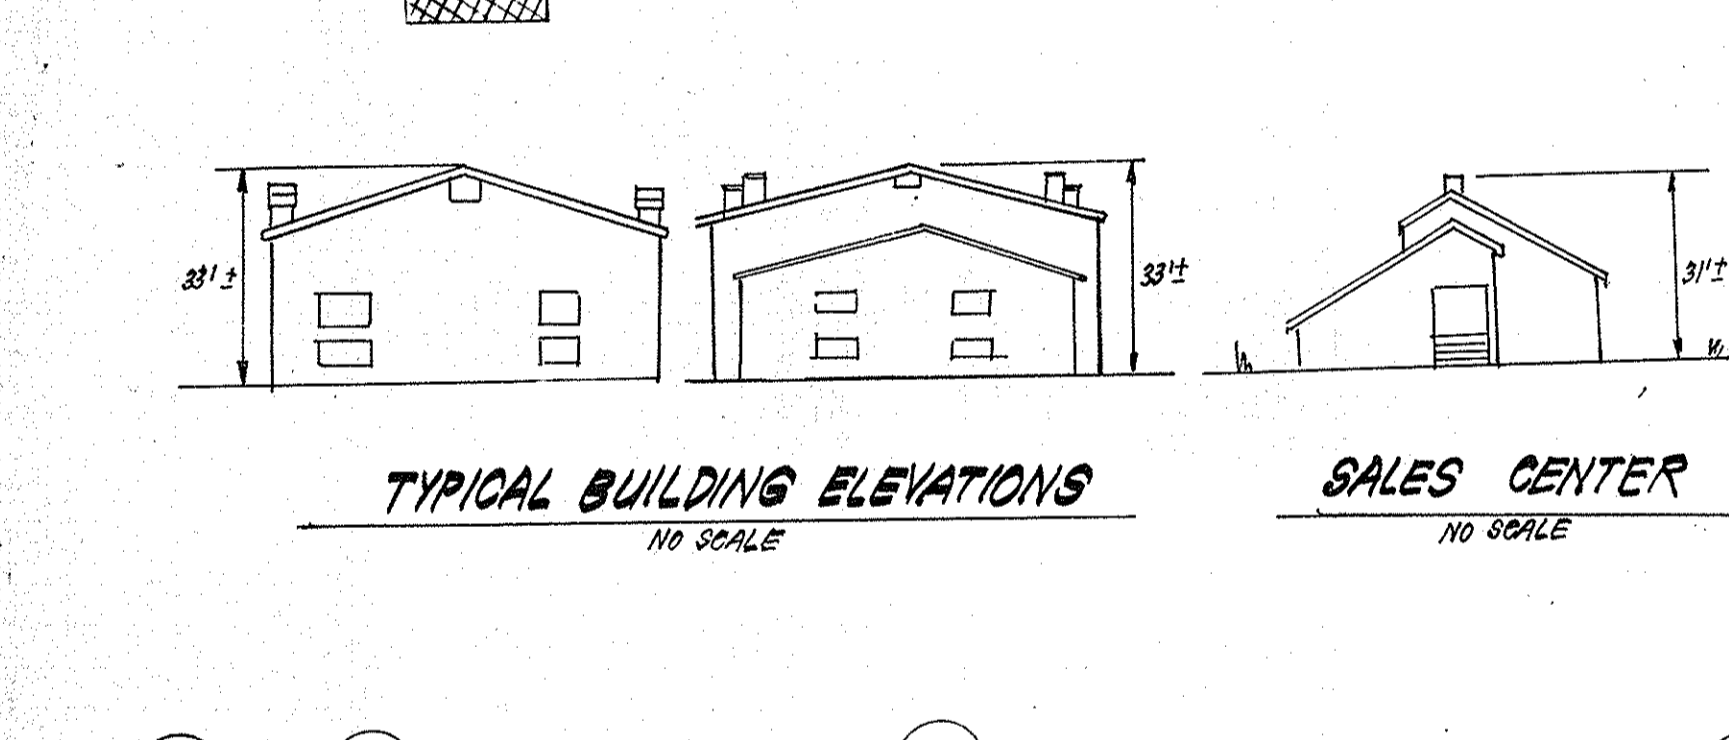 33'±
33'±
31'±
TYPICAL BUILDING ELEVATIONS
NO SCALE
SALES CENTER
NO SCALE